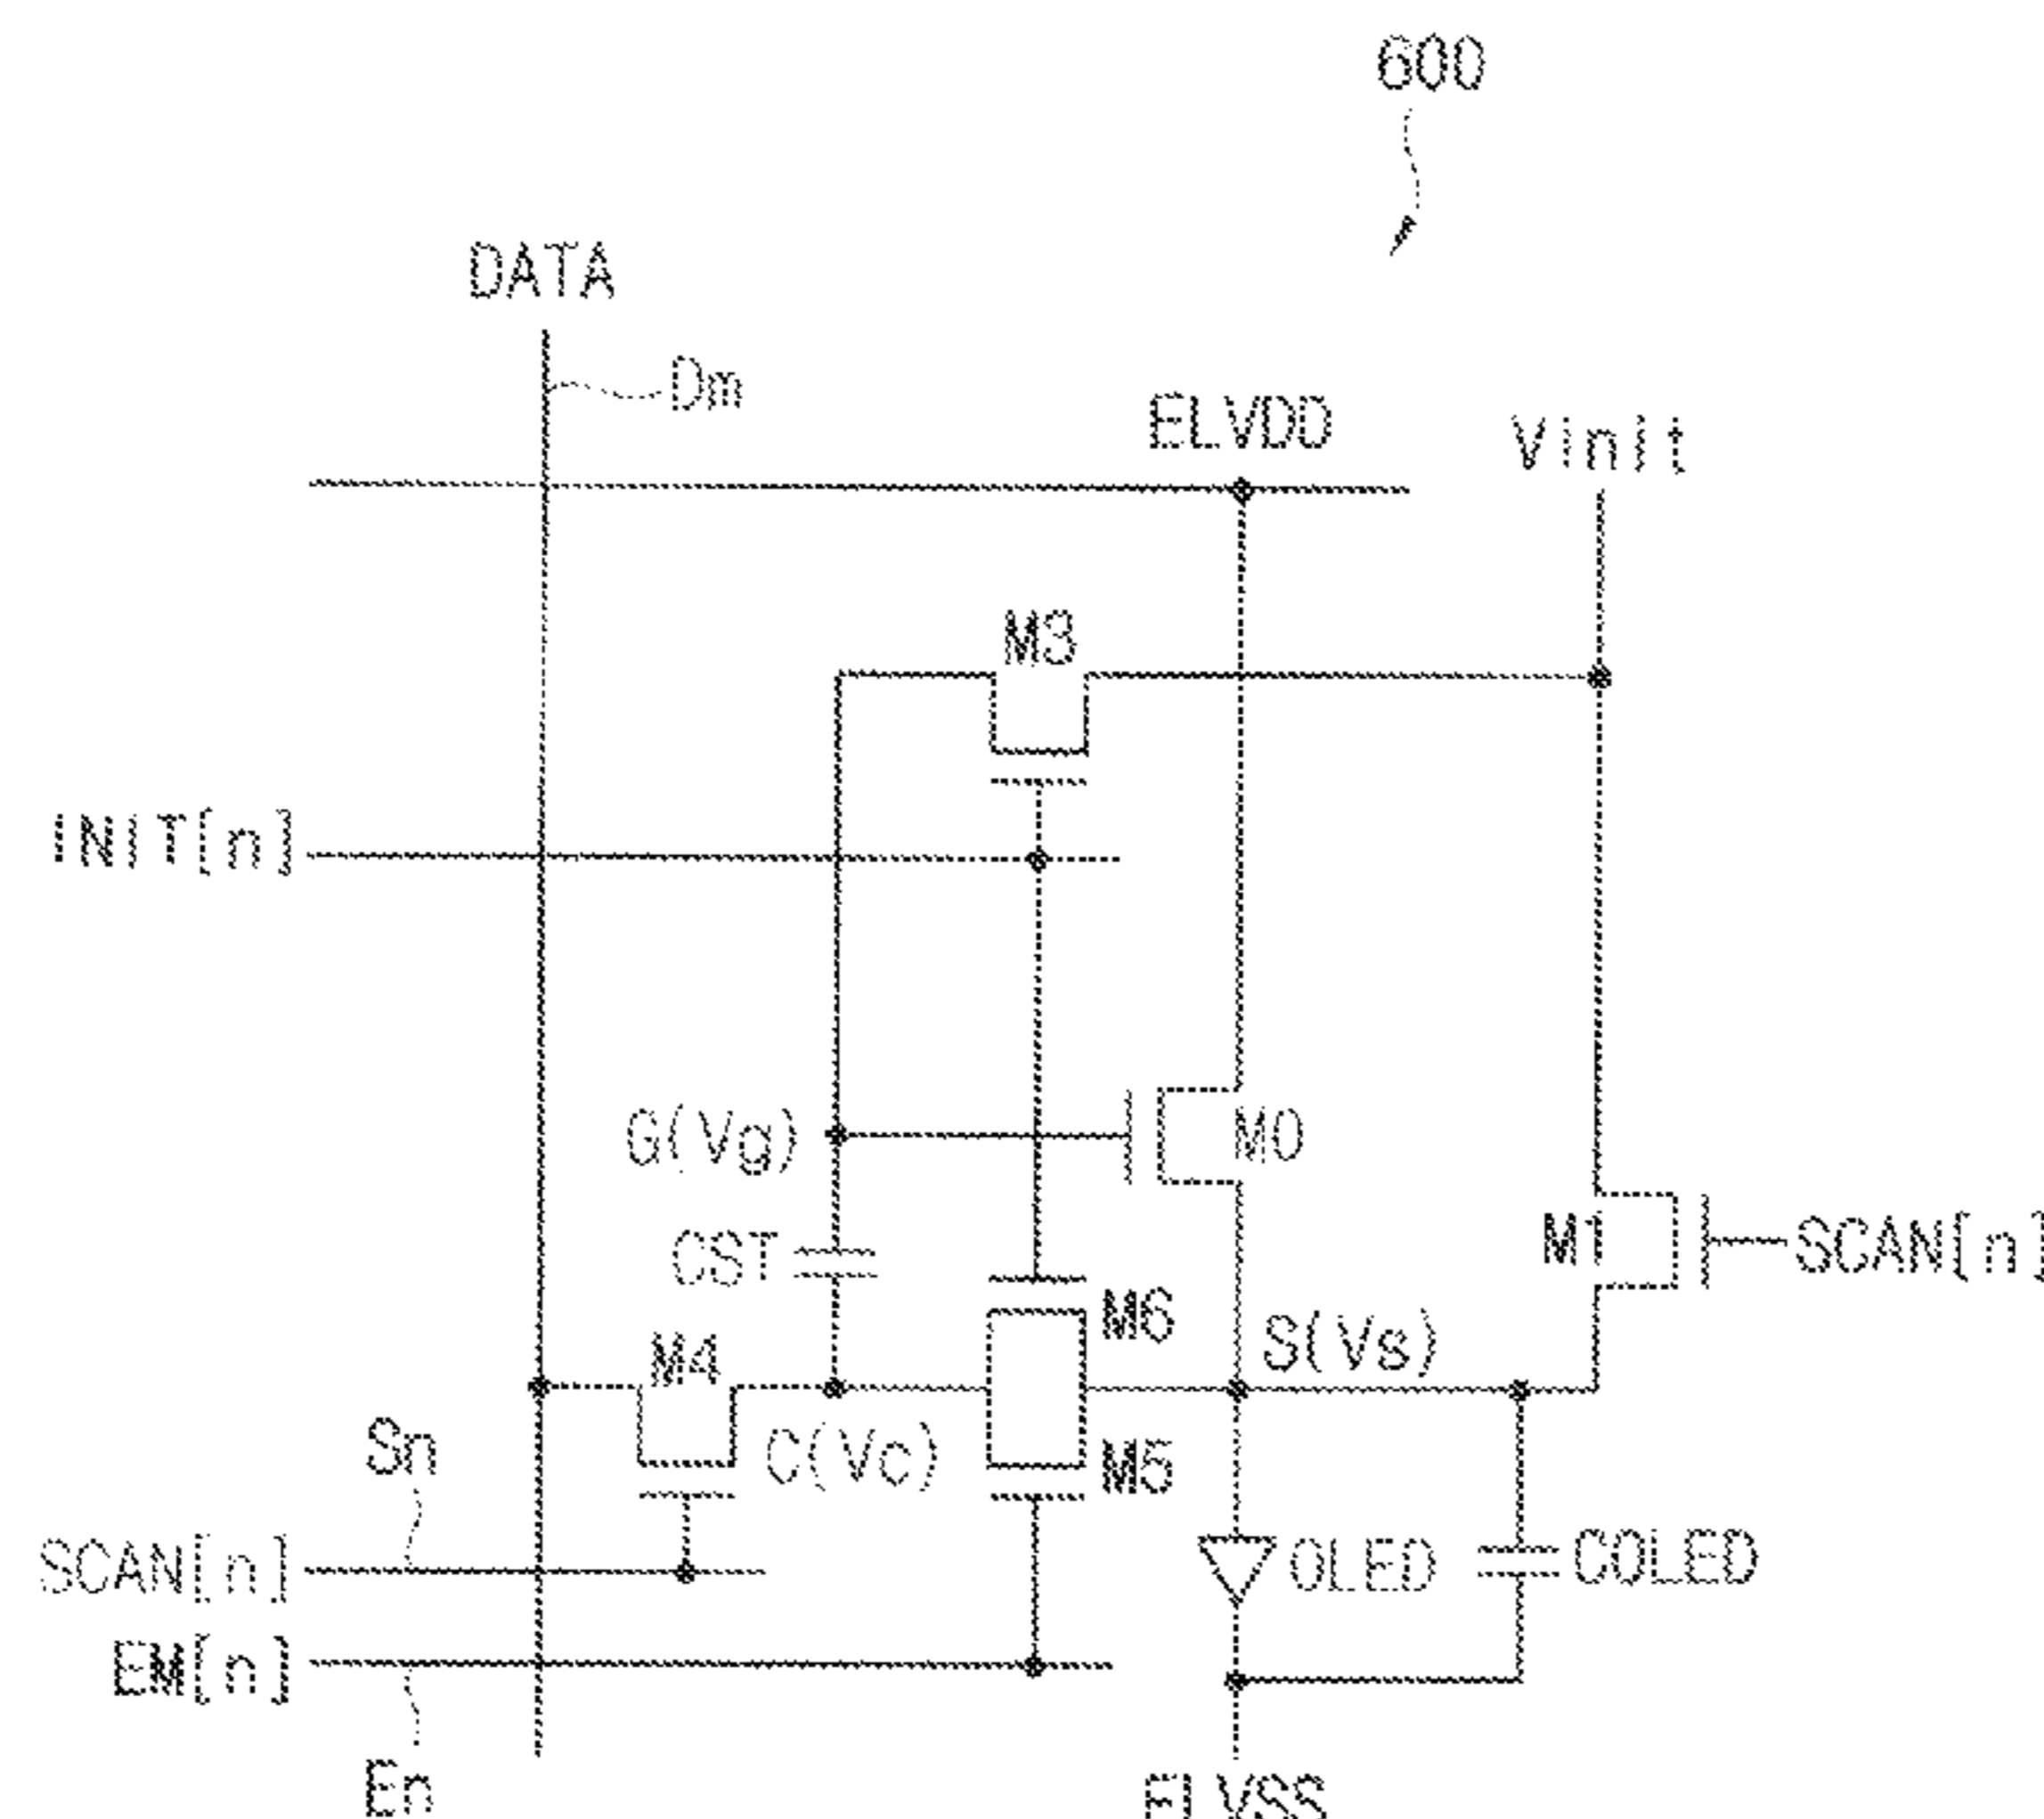 600
DATA
Dm
ELVDD
Vinit
M3
INIT[n]
G(Vg)
M0
CST
M1
SCAN[n]
M6
M4
S(Vs)
Sn
C(Vc)
M5
SCAN[n]
OLED
COLED
EM[n]
En
ELVSS